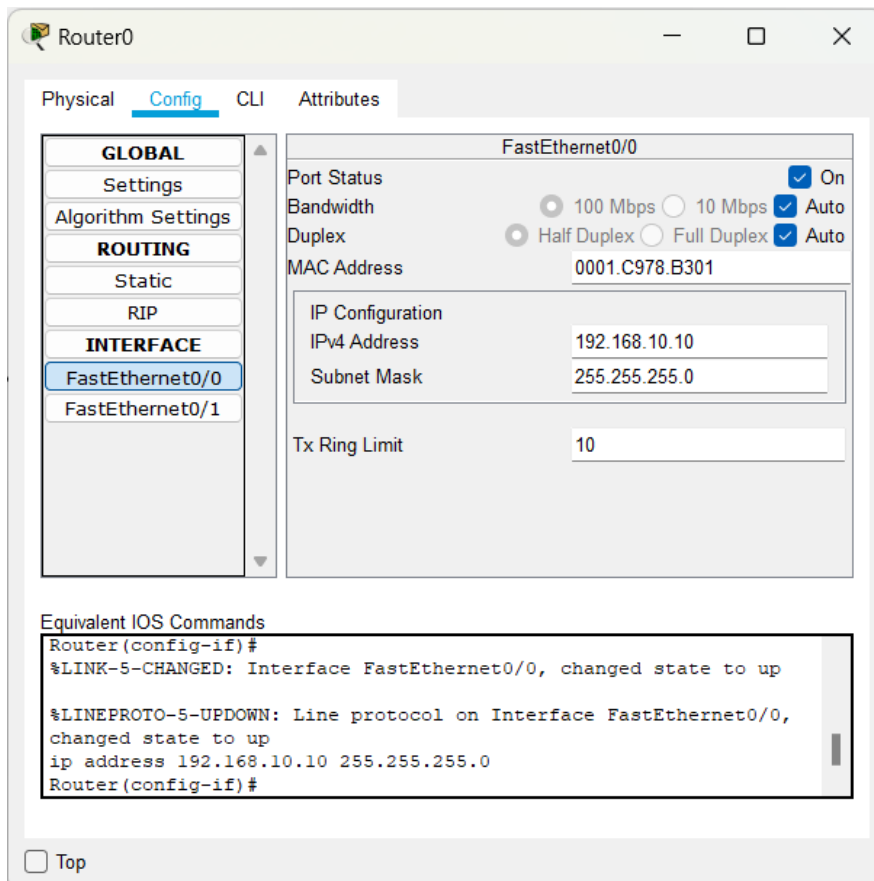 Router0
Physical Config CLI Attributes
GLOBAL
Settings
Algorithm Settings
ROUTING
Static
RIP
INTERFACE
FastEthernet0/0
FastEthernet0/1
FastEthernet0/0
Port Status On
Bandwidth 100 Mbps 10 Mbps Auto
Duplex Half Duplex Full Duplex Auto
MAC Address 0001.C978.B301
IP Configuration
IPv4 Address 192.168.10.10
Subnet Mask 255.255.255.0
Tx Ring Limit 10
Equivalent IOS Commands
Router(config-if)#
%LINK-5-CHANGED: Interface FastEthernet0/0, changed state to up
%LINEPROTO-5-UPDOWN: Line protocol on Interface FastEthernet0/0,
changed state to up
ip address 192.168.10.10 255.255.255.0
Router(config-if)#
Top